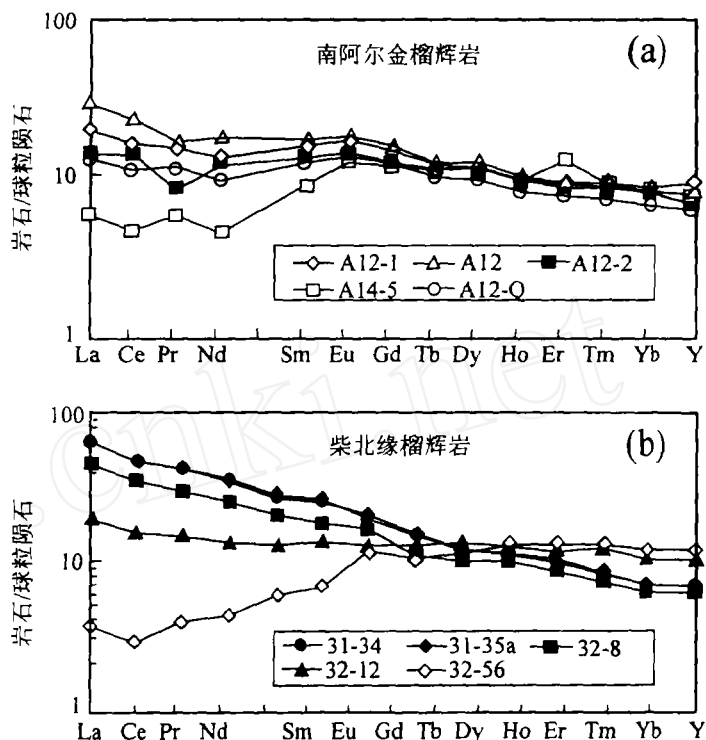 100
南阿尔金榴辉岩
(a)
10
岩石/球粒陨石
A12-1 A12 A12-2
A14-5 A12-Q
1
La Ce Pr Nd Sm Eu Gd Tb Dy Ho Er Tm Yb Y
100
柴北缘榴辉岩
(b)
10
岩石/球粒陨石
31-34 31-35a 32-8
32-12 32-56
1
La Ce Pr Nd Sm Eu Gd Tb Dy Ho Er Tm Yb Y
.cnki.net